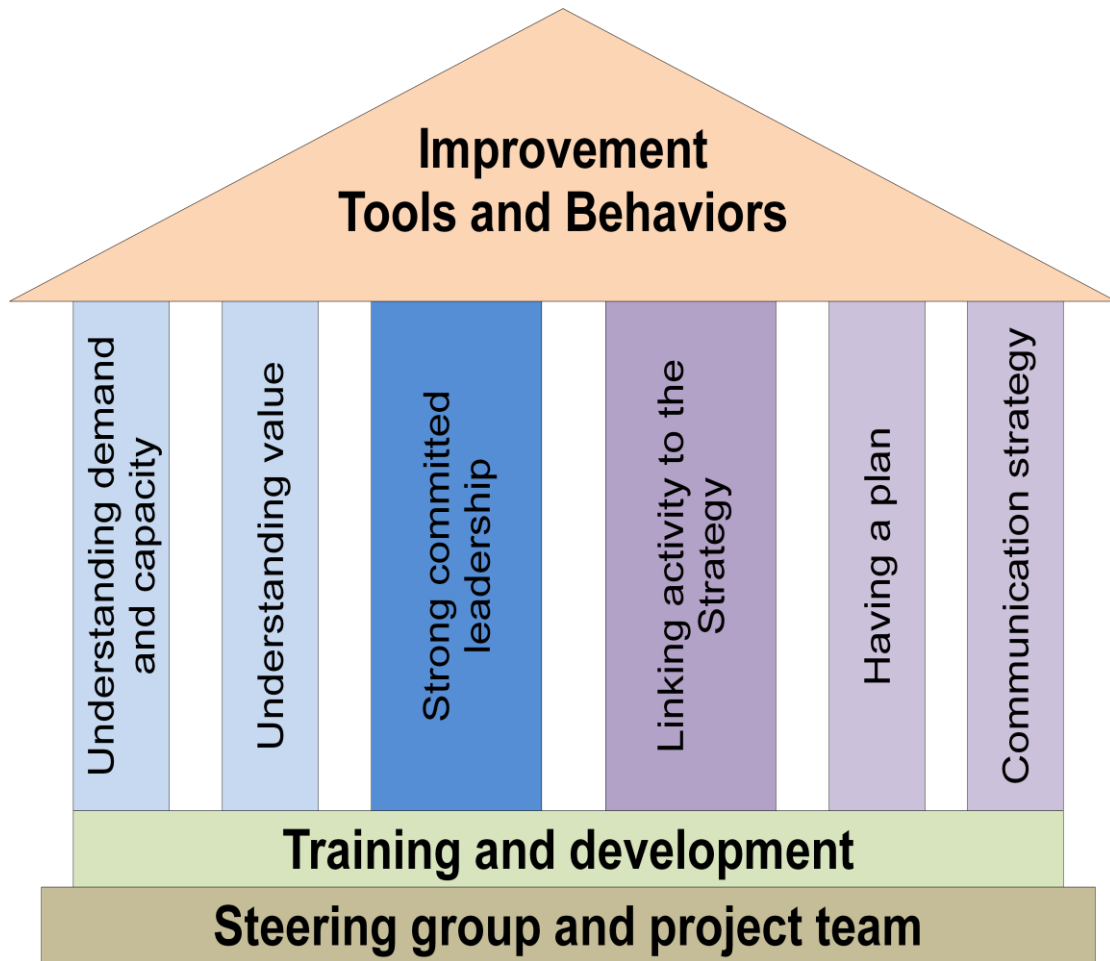 Improvement
Tools and Behaviors
Understanding demand
and capacity
Understanding value
Strong committed
leadership
Linking activity to the
Strategy
Having a plan
Communication strategy
Training and development
Steering group and project team